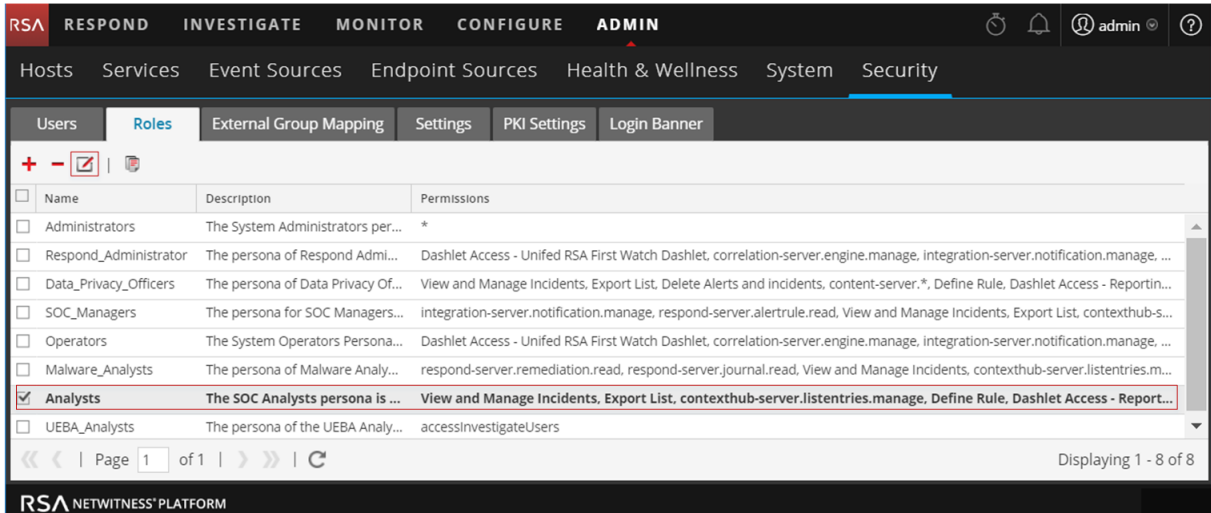 RSA RESPOND INVESTIGATE MONITOR CONFIGURE ADMIN admin ?
Hosts Services Event Sources Endpoint Sources Health & Wellness System Security
Users Roles External Group Mapping Settings PKI Settings Login Banner
Name Description Permissions
Administrators The System Administrators per... *
Respond_Administrator The persona of Respond Admi... Dashlet Access - Unifed RSA First Watch Dashlet, correlation-server.engine.manage, integration-server.notification.manage, ...
Data_Privacy_Officers The persona of Data Privacy Of... View and Manage Incidents, Export List, Delete Alerts and incidents, content-server.*, Define Rule, Dashlet Access - Reportin...
SOC_Managers The persona for SOC Managers... integration-server.notification.manage, respond-server.alertrule.read, View and Manage Incidents, Export List, contexthub-s...
Operators The System Operators Persona... Dashlet Access - Unifed RSA First Watch Dashlet, correlation-server.engine.manage, integration-server.notification.manage, ...
Malware_Analysts The persona of Malware Analy... respond-server.remediation.read, respond-server.journal.read, View and Manage Incidents, contexthub-server.listentries.m...
Analysts The SOC Analysts persona is ... View and Manage Incidents, Export List, contexthub-server.listentries.manage, Define Rule, Dashlet Access - Report...
UEBA_Analysts The persona of the UEBA Analy... accessInvestigateUsers
Page 1 of 1 Displaying 1 - 8 of 8
RSA NETWITNESS® PLATFORM